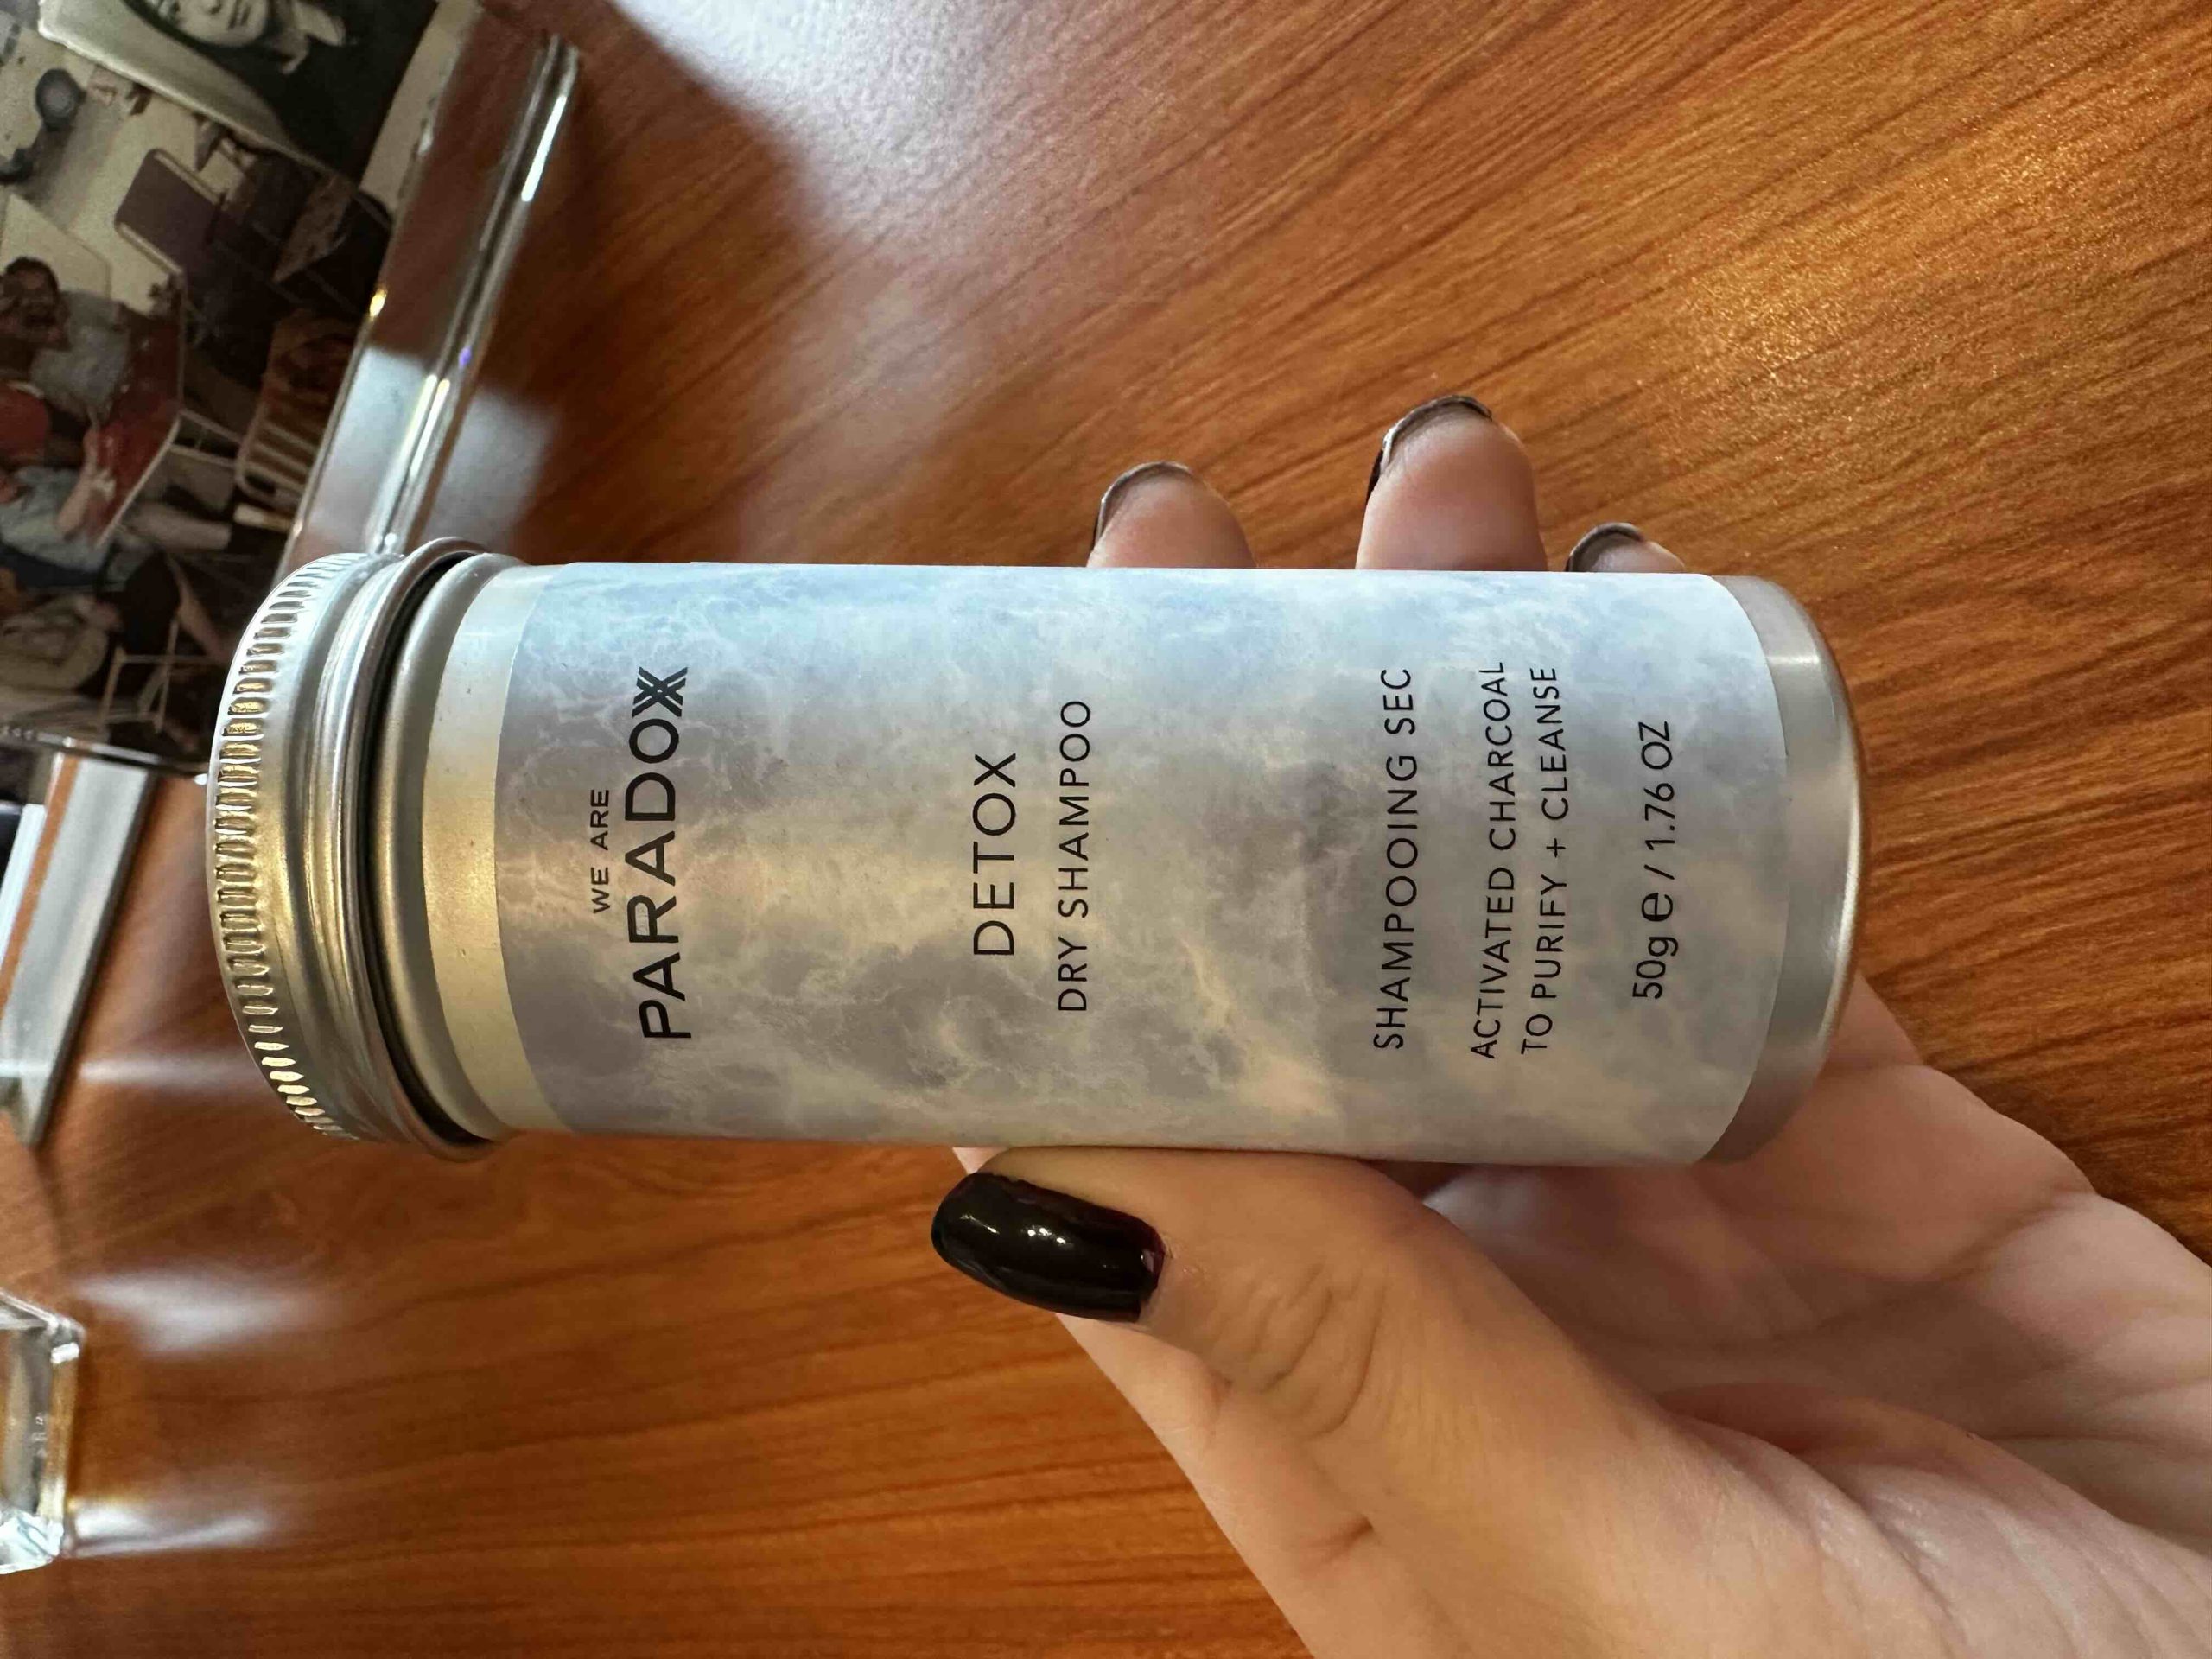 WE ARE
PARADOX
DETOX
DRY SHAMPOO
SHAMPOOING SEC
ACTIVATED CHARCOAL
TO PURIFY + CLEANSE
50g e / 1.76 OZ